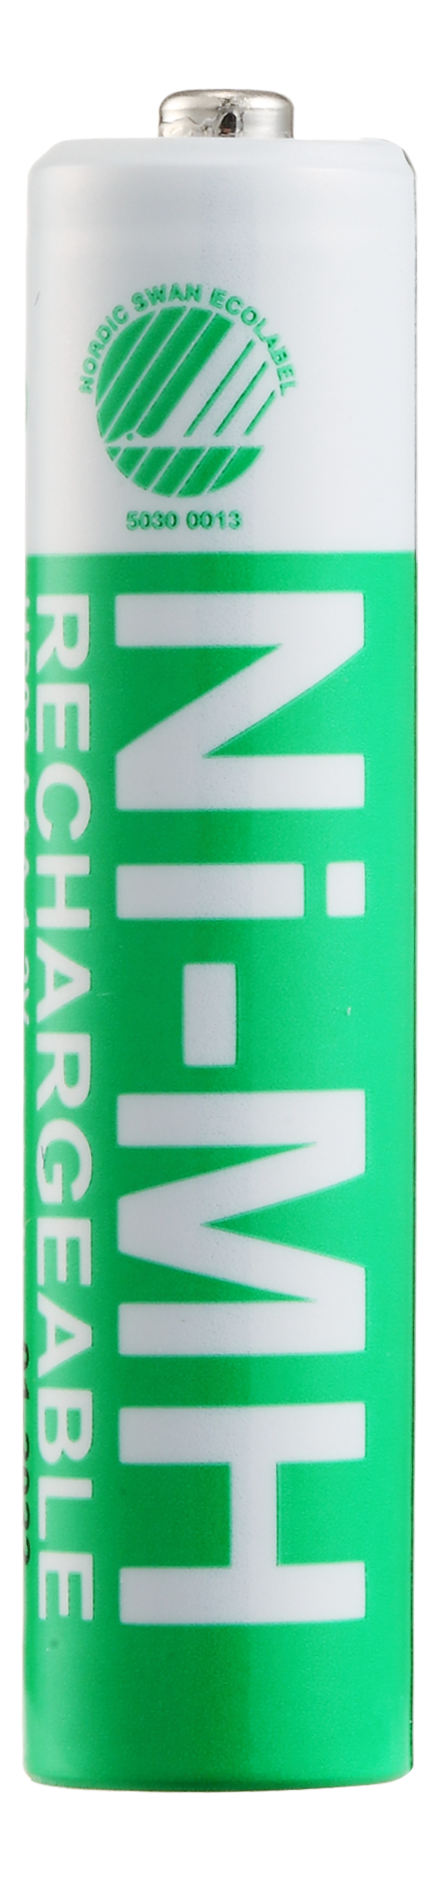 NORDIC SWAN ECOLABEL
5030 0013
Ni-MH
RECHARGEABLE